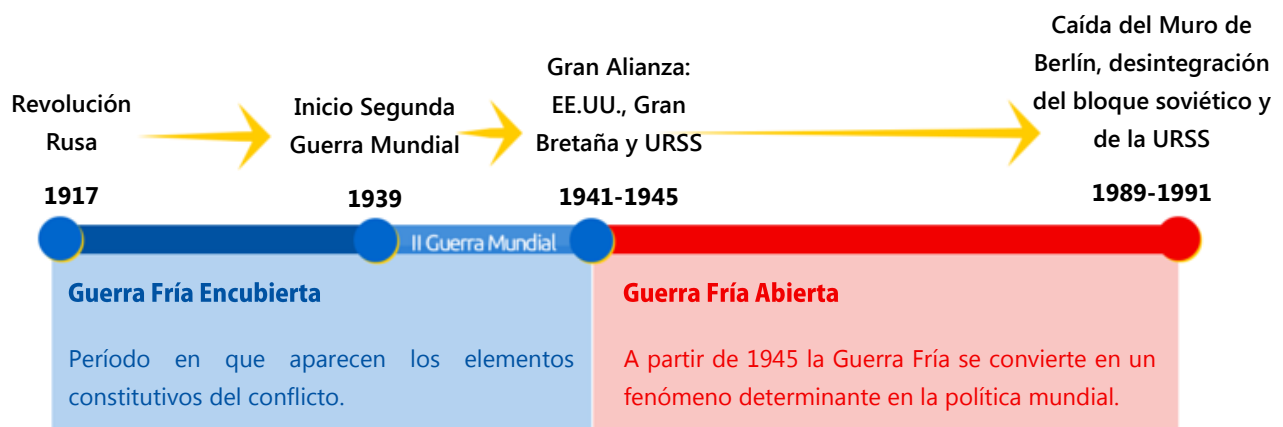 Revolución
Rusa
1917
Inicio Segunda
Guerra Mundial
1939
Gran Alianza:
EE.UU., Gran
Bretaña y URSS
1941-1945
Caída del Muro de
Berlín, desintegración
del bloque soviético y
de la URSS
1989-1991
II Guerra Mundial
Guerra Fría Encubierta
Período en que aparecen los elementos
constitutivos del conflicto.
Guerra Fría Abierta
A partir de 1945 la Guerra Fría se convierte en un
fenómeno determinante en la política mundial.